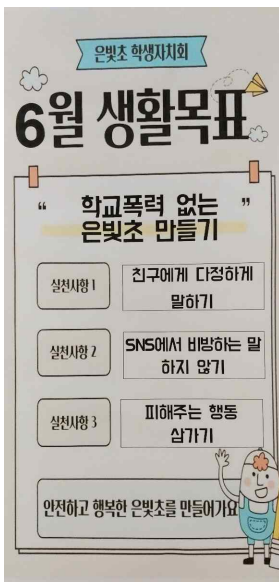 은빛초 학생자치회
6월 생활목표
“ 학교폭력 없는 ”
은빛초 만들기
실천사항 1
친구에게 다정하게
말하기
실천사항 2
SNS에서 비방하는 말
하지 않기
실천사항 3
피해주는 행동
삼가기
안전하고 행복한 은빛초를 만들어가요